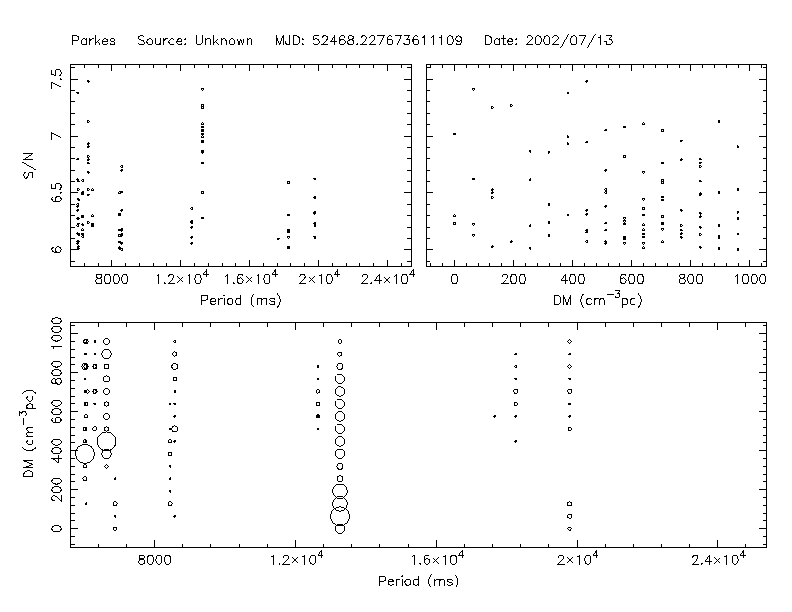 Parkes Source: Unknown MJD: 52468.227673611109 Date: 2002/07/13
S/N
7.5
7
6.5
6
8000 1.2×10⁴ 1.6×10⁴ 2×10⁴ 2.4×10⁴
Period (ms)
0 200 400 600 800 1000
DM (cm⁻³pc)
DM (cm⁻³pc)
1000
800
600
400
200
0
8000 1.2×10⁴ 1.6×10⁴ 2×10⁴ 2.4×10⁴
Period (ms)